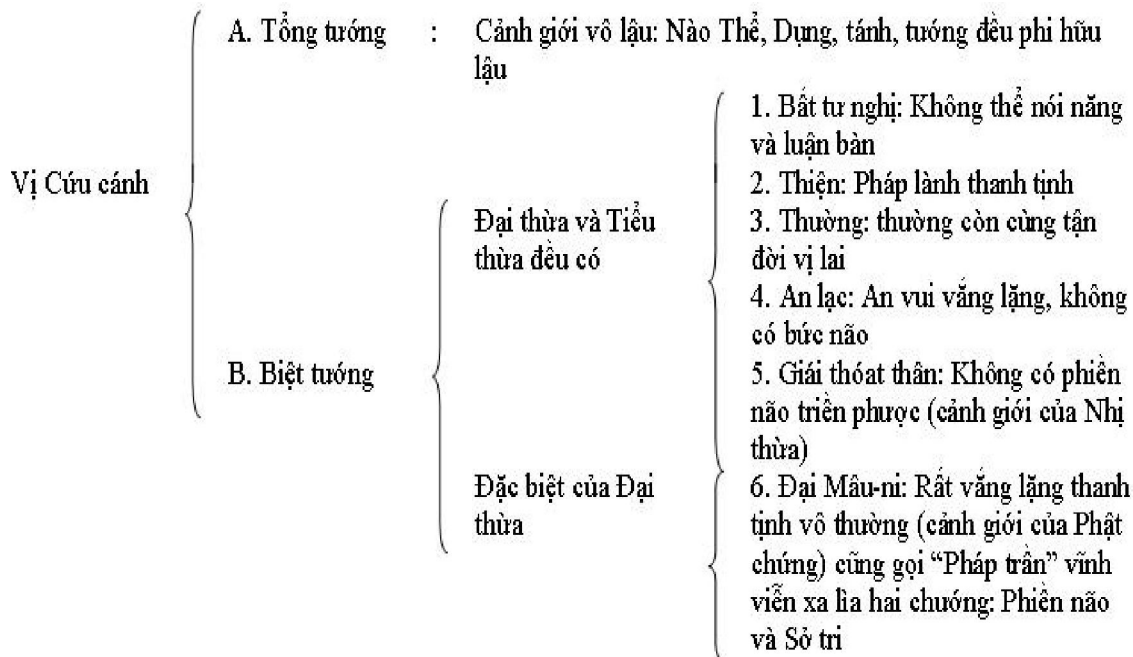 A. Tổng tướng : Cảnh giới vô lậu: Nào Thể, Dụng, tánh, tướng đều phi hữu
lậu
Vị Cứu cánh
B. Biệt tướng
Đại thừa và Tiểu
thừa đều có
1. Bất tư nghị: Không thể nói năng
và luận bàn
2. Thiện: Pháp lành thanh tịnh
3. Thường: thường còn cùng tận
đời vị lai
4. An lạc: An vui vắng lặng, không
có bức não
5. Giái thóat thân: Không có phiền
não triền phược (cảnh giới của Nhị
thừa)
Đặc biệt của Đại
thừa
6. Đại Mâu-ni: Rất vắng lặng thanh
tịnh vô thường (cảnh giới của Phật
chứng) cũng gọi “Pháp trần” vĩnh
viễn xa lìa hai chướng: Phiền não
và Sở tri